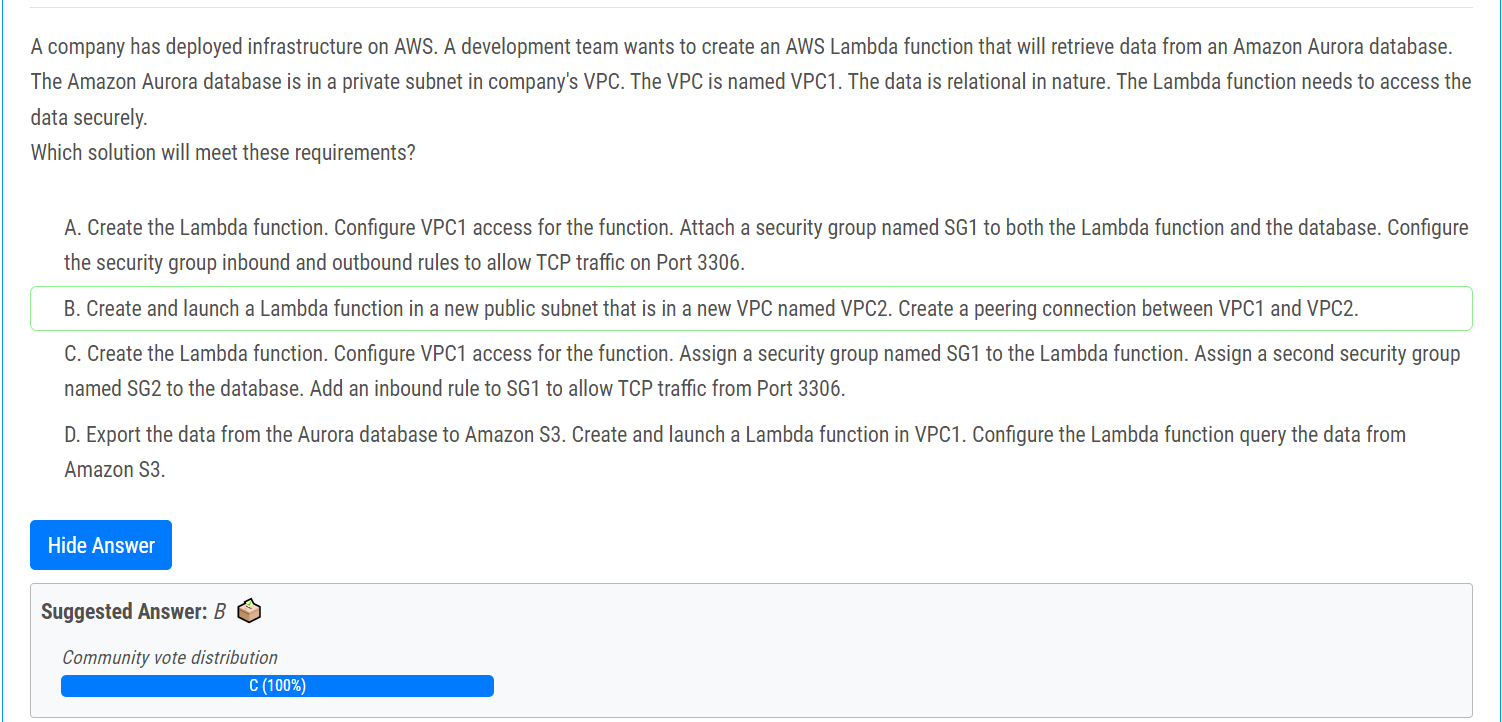 A company has deployed infrastructure on AWS. A development team wants to create an AWS Lambda function that will retrieve data from an Amazon Aurora database.
The Amazon Aurora database is in a private subnet in company's VPC. The VPC is named VPC1. The data is relational in nature. The Lambda function needs to access the
data securely.
Which solution will meet these requirements?
A. Create the Lambda function. Configure VPC1 access for the function. Attach a security group named SG1 to both the Lambda function and the database. Configure
the security group inbound and outbound rules to allow TCP traffic on Port 3306.
B. Create and launch a Lambda function in a new public subnet that is in a new VPC named VPC2. Create a peering connection between VPC1 and VPC2.
C. Create the Lambda function. Configure VPC1 access for the function. Assign a security group named SG1 to the Lambda function. Assign a second security group
named SG2 to the database. Add an inbound rule to SG1 to allow TCP traffic from Port 3306.
D. Export the data from the Aurora database to Amazon S3. Create and launch a Lambda function in VPC1. Configure the Lambda function query the data from
Amazon S3.
Hide Answer
Suggested Answer: B
Community vote distribution
C (100%)